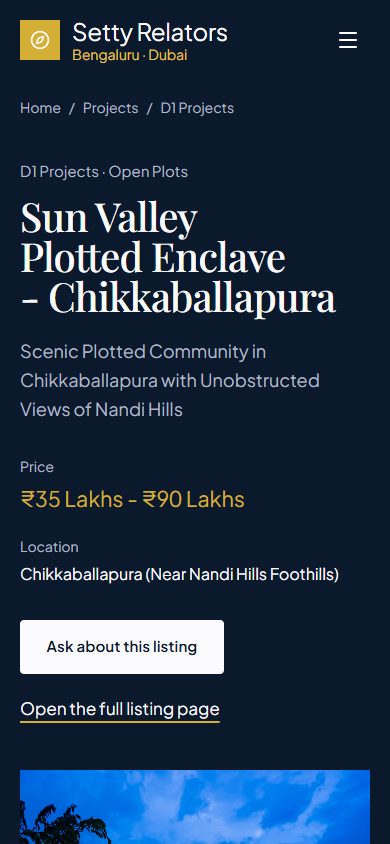 Setty Relators
Bengaluru · Dubai
Home / Projects / D1 Projects
D1 Projects · Open Plots
Sun Valley
Plotted Enclave
- Chikkaballapura
Scenic Plotted Community in
Chikkaballapura with Unobstructed
Views of Nandi Hills
Price
₹35 Lakhs - ₹90 Lakhs
Location
Chikkaballapura (Near Nandi Hills Foothills)
Ask about this listing
Open the full listing page